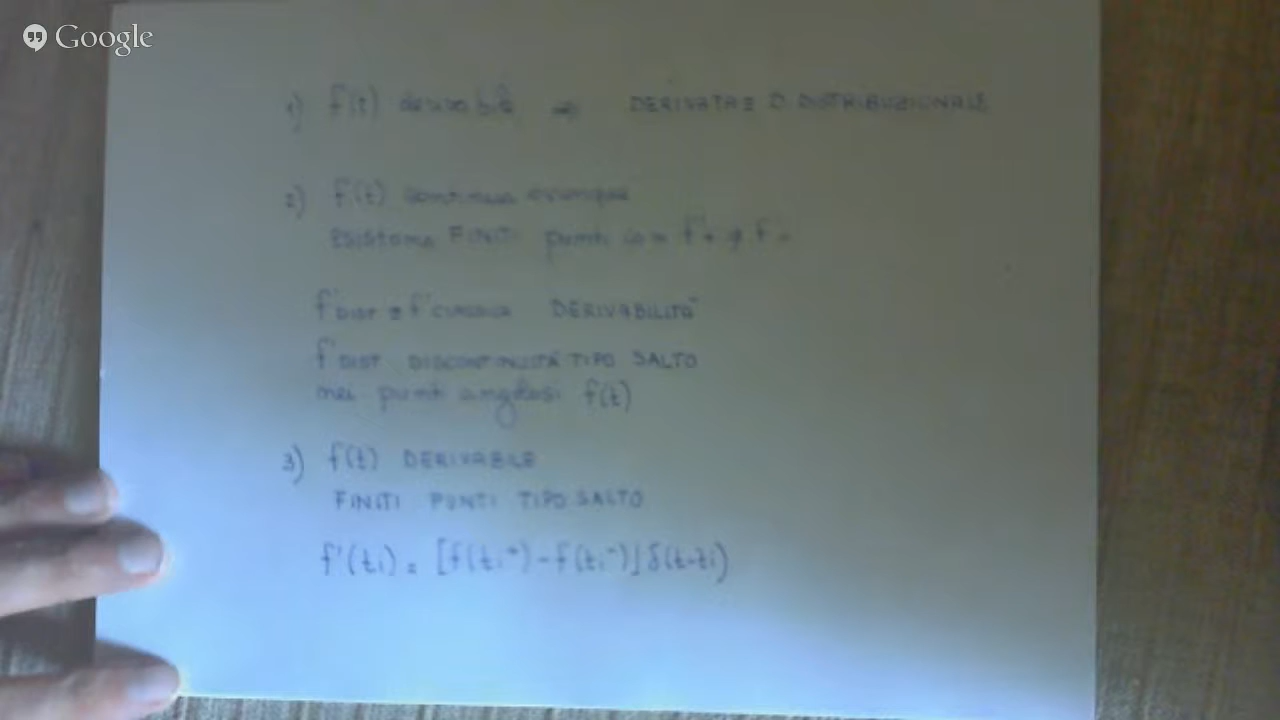 Google
1) f(t) derivabile ⇒ DERIVATA ≡ D DISTRIBUZIONALE
2) f(t) continua ovunque
ESISTONO FINITI punti con f'+ ≠ f'-
f'DIST ≡ f'CLASSICA DERIVABILITÀ
f'DIST DISCONTINUITÀ TIPO SALTO
nei punti angolosi f(t)
3) f(t) DERIVABILE
FINITI PUNTI TIPO SALTO
f'(ti) = [f(ti+) - f(ti-)] δ(t-ti)